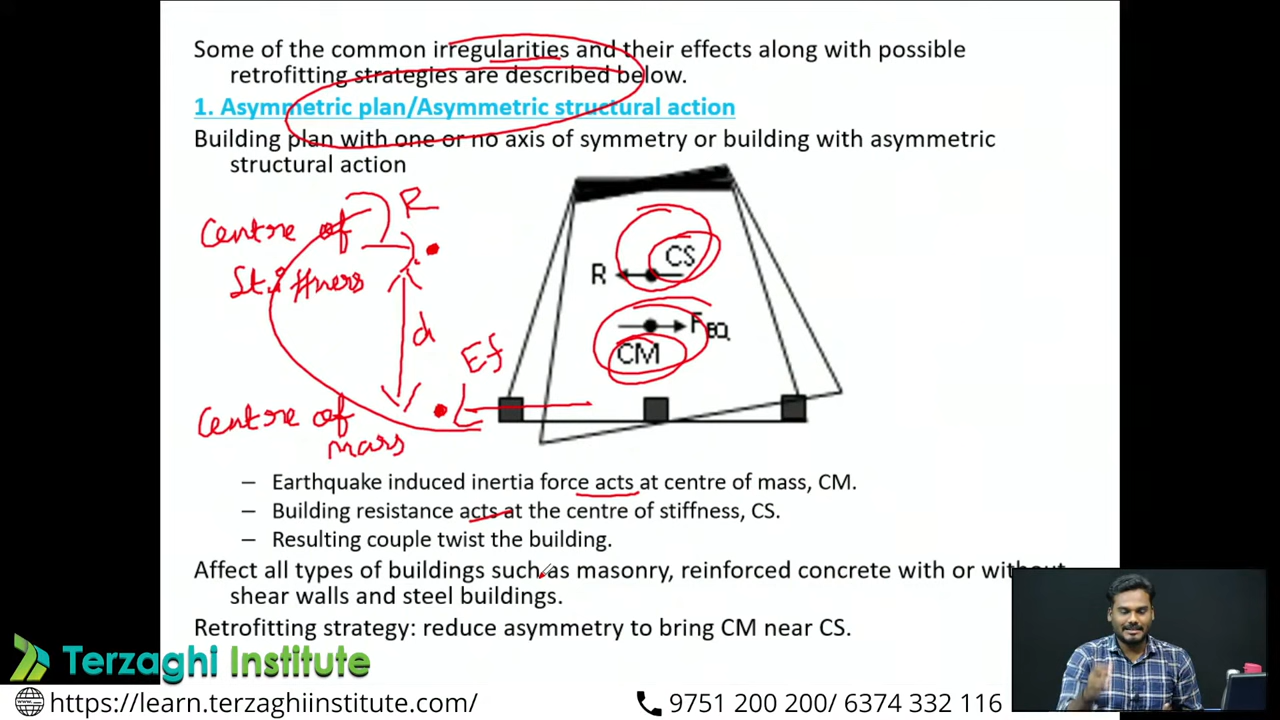 Some of the common irregularities and their effects along with possible
retrofitting strategies are described below.
1. Asymmetric plan/Asymmetric structural action
Building plan with one or no axis of symmetry or building with asymmetric
structural action
R
Centre of
Stiffness
d
Ef
Centre of
mass
CS
R
FEQ.
CM
– Earthquake induced inertia force acts at centre of mass, CM.
– Building resistance acts at the centre of stiffness, CS.
– Resulting couple twist the building.
Affect all types of buildings such as masonry, reinforced concrete with or without
shear walls and steel buildings.
Retrofitting strategy: reduce asymmetry to bring CM near CS.
Terzaghi Institute
https://learn.terzaghiinstitute.com/
9751 200 200/ 6374 332 116